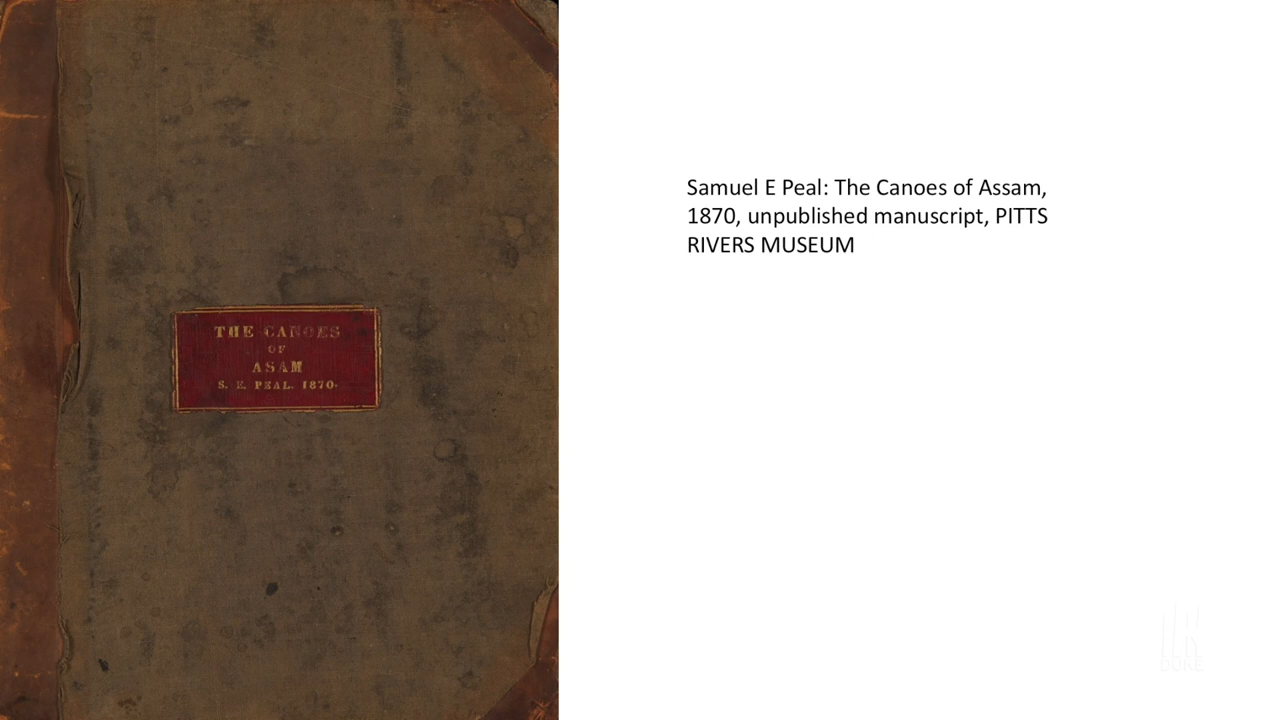 THE CANOES
OF
ASAM
S. E. PEAL. 1870.
Samuel E Peal: The Canoes of Assam,
1870, unpublished manuscript, PITTS
RIVERS MUSEUM